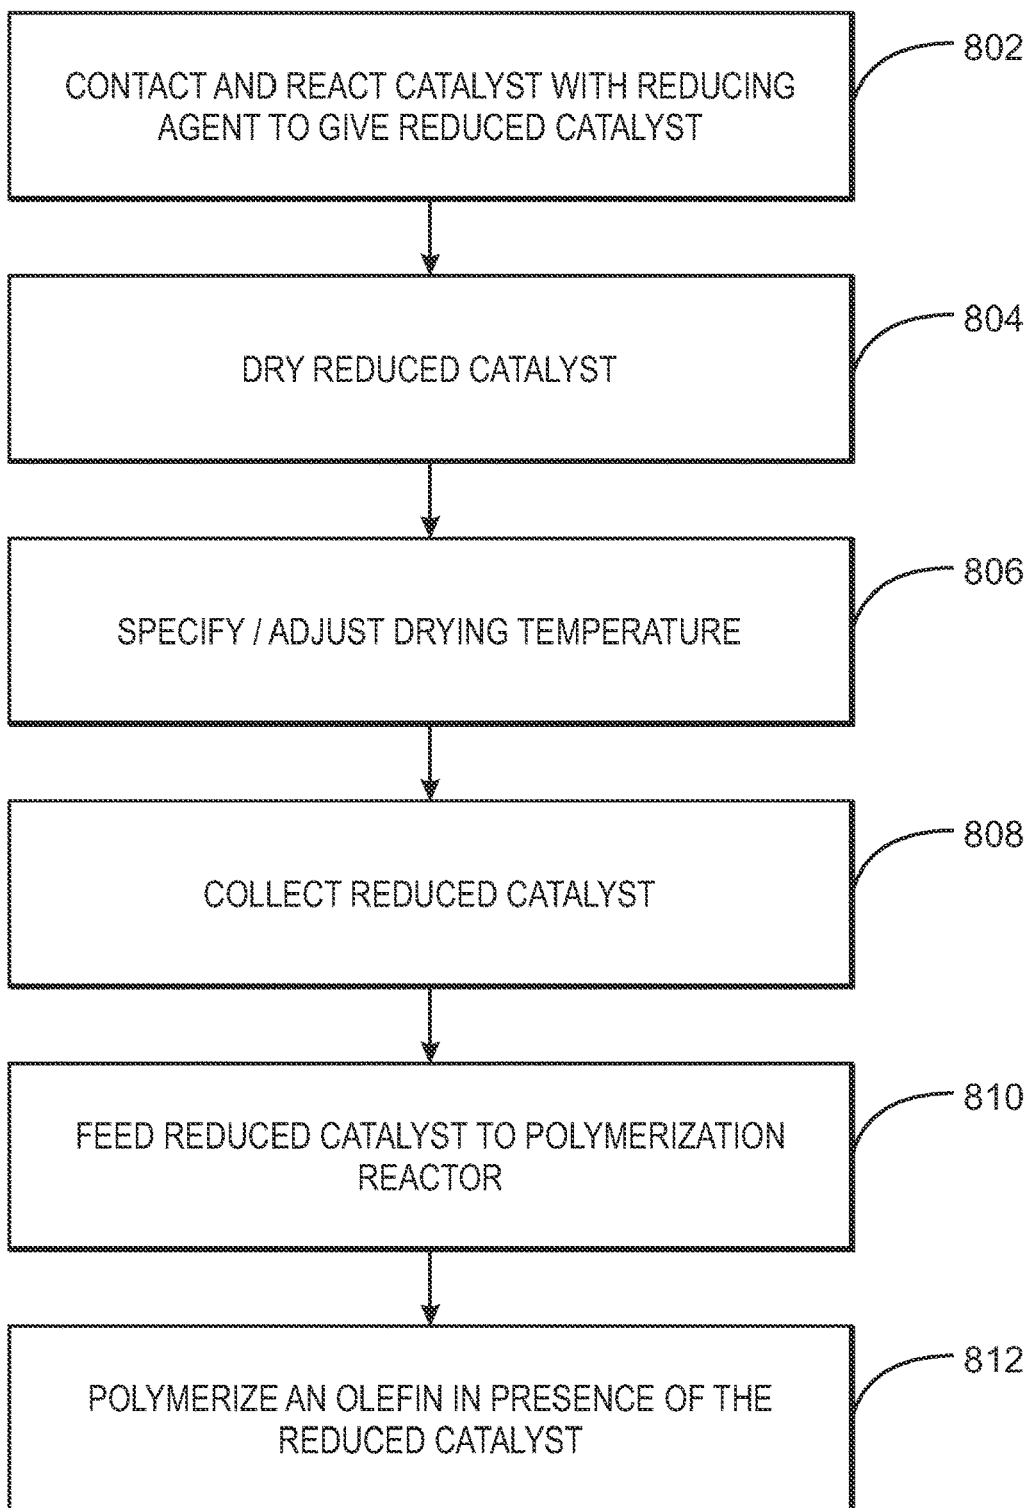 CONTACT AND REACT CATALYST WITH REDUCING
AGENT TO GIVE REDUCED CATALYST
802
DRY REDUCED CATALYST
804
SPECIFY / ADJUST DRYING TEMPERATURE
806
COLLECT REDUCED CATALYST
808
FEED REDUCED CATALYST TO POLYMERIZATION
REACTOR
810
POLYMERIZE AN OLEFIN IN PRESENCE OF THE
REDUCED CATALYST
812